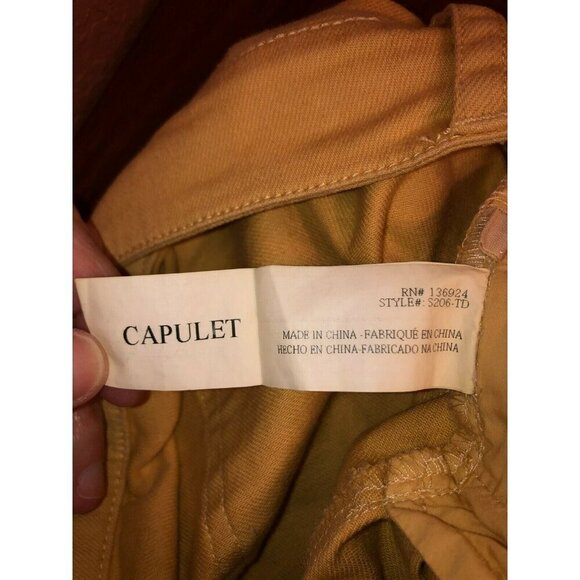 CAPULET
RN# 136924
STYLE#: S206-TD
MADE IN CHINA - FABRIQUÉ EN CHINA
HECHO EN CHINA-FABRICADO NA CHINA